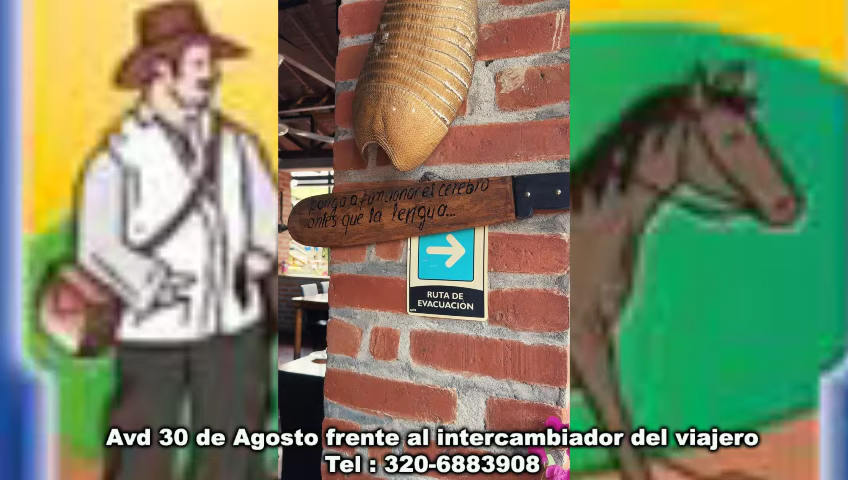 ponga a funcionar el cerebro
antes que la lengua...
RUTA DE
EVACUACIÓN
Avd 30 de Agosto frente al intercambiador del viajero
Tel : 320-6883908